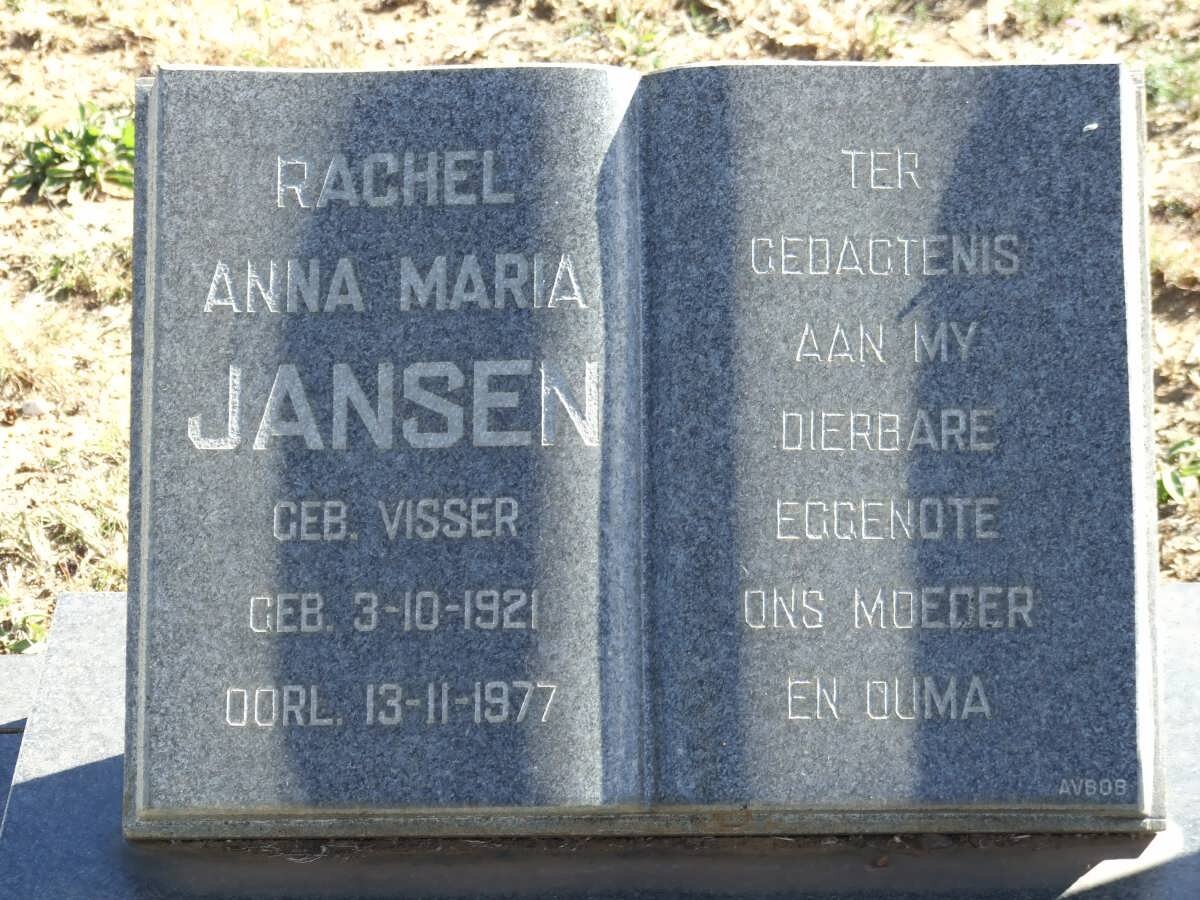 RACHEL
ANNA MARIA
JANSEN
GEB. VISSER
GEB. 3-10-1921
OORL. 13-11-1977
TER
GEDAGTENIS
AAN MY
DIERBARE
EGGENOTE
ONS MOEDER
EN OUMA
AVBOB